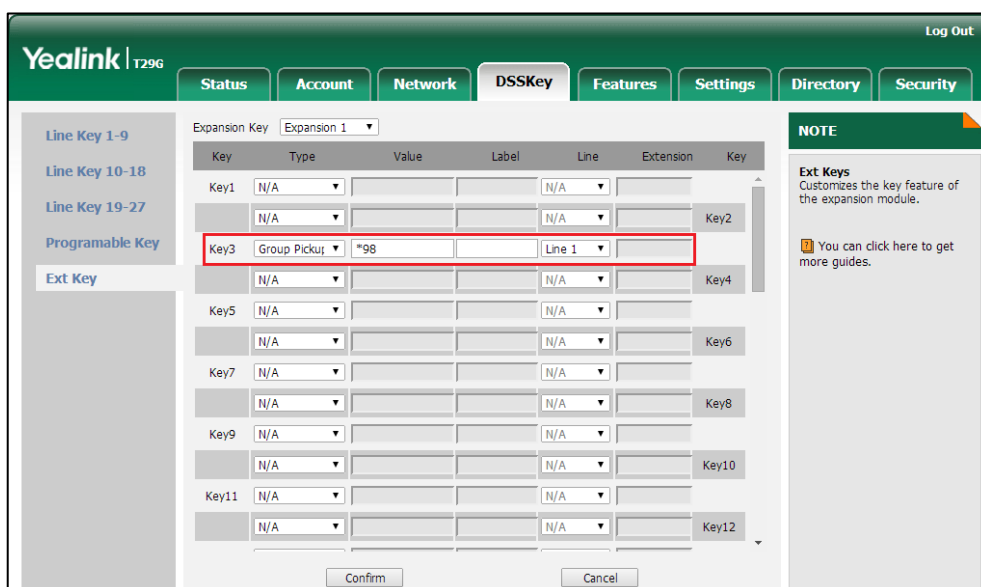 Log Out
Yealink | T29G
Status Account Network DSSKey Features Settings Directory Security
Line Key 1-9
Line Key 10-18
Line Key 19-27
Programable Key
Ext Key
Expansion Key Expansion 1
Key Type Value Label Line Extension Key
Key1 N/A N/A
N/A N/A Key2
Key3 Group Pickup *98 Line 1
N/A N/A Key4
Key5 N/A N/A
N/A N/A Key6
Key7 N/A N/A
N/A N/A Key8
Key9 N/A N/A
N/A N/A Key10
Key11 N/A N/A
N/A N/A Key12
Confirm Cancel
NOTE
Ext Keys
Customizes the key feature of
the expansion module.
You can click here to get
more guides.